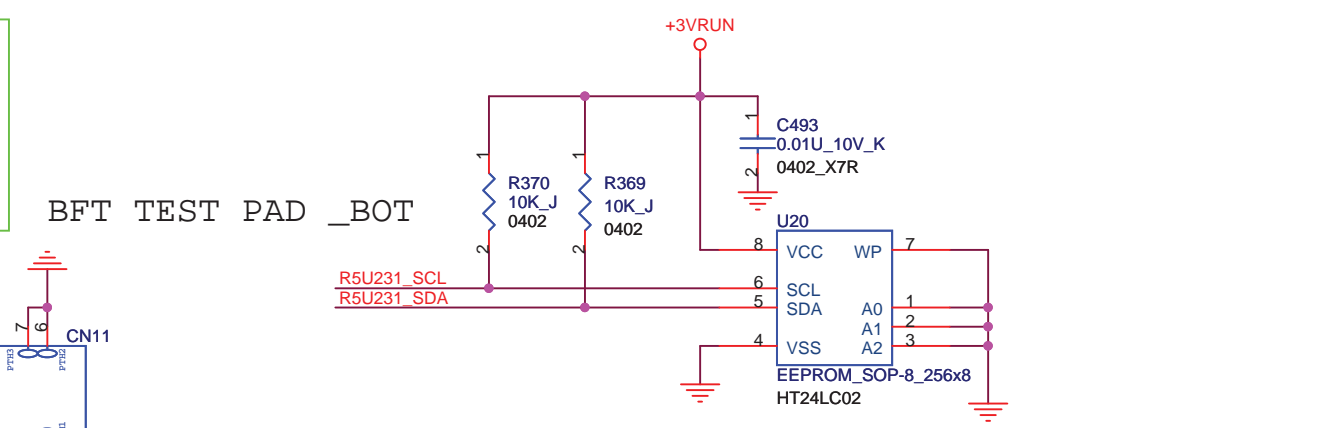 +3VRUN
1
C493
0.01U_10V_K
0402_X7R
2
1
R370
10K_J
0402
2
1
R369
10K_J
0402
2
BFT TEST PAD _BOT
U20
8
VCC
WP
7
R5U231_SCL
6
SCL
R5U231_SDA
5
SDA
A0
1
A1
2
4
VSS
A2
3
EEPROM_SOP-8_256x8
HT24LC02
7
6
CN11
PTH3
PTH2